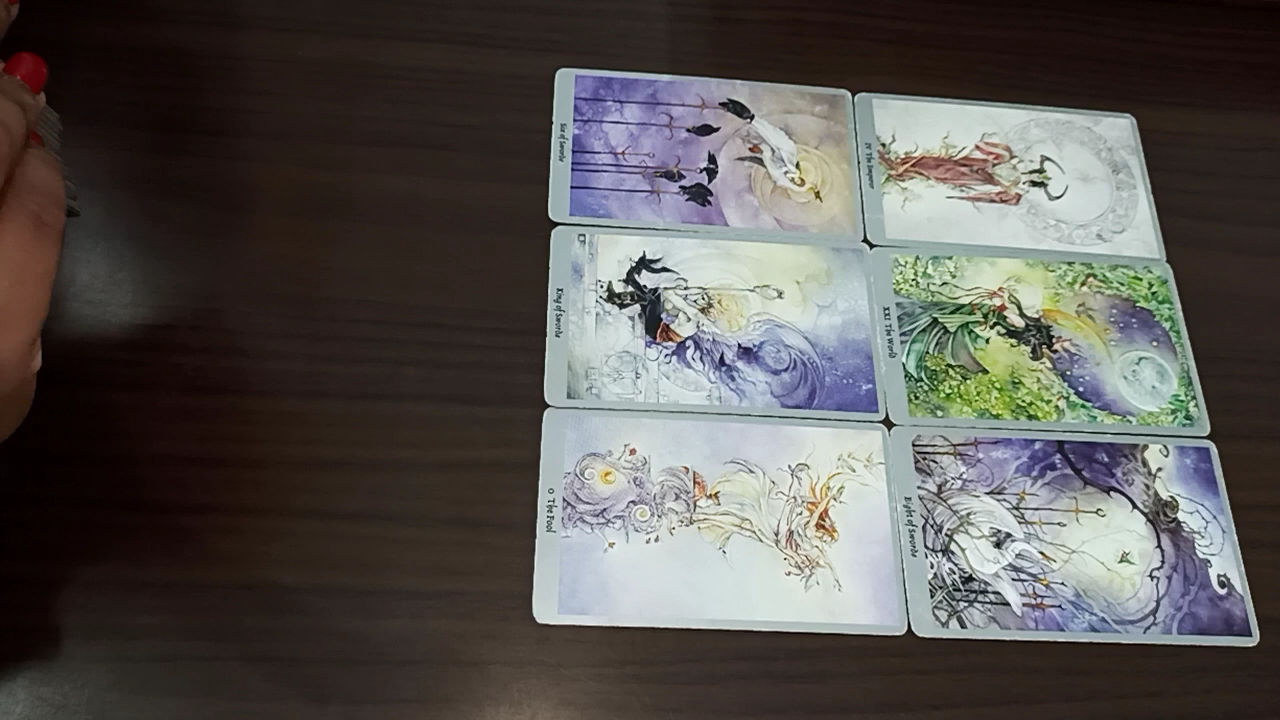 Six of Swords
IV The Emperor
King of Swords
XXI The World
0 The Fool
Eight of Swords